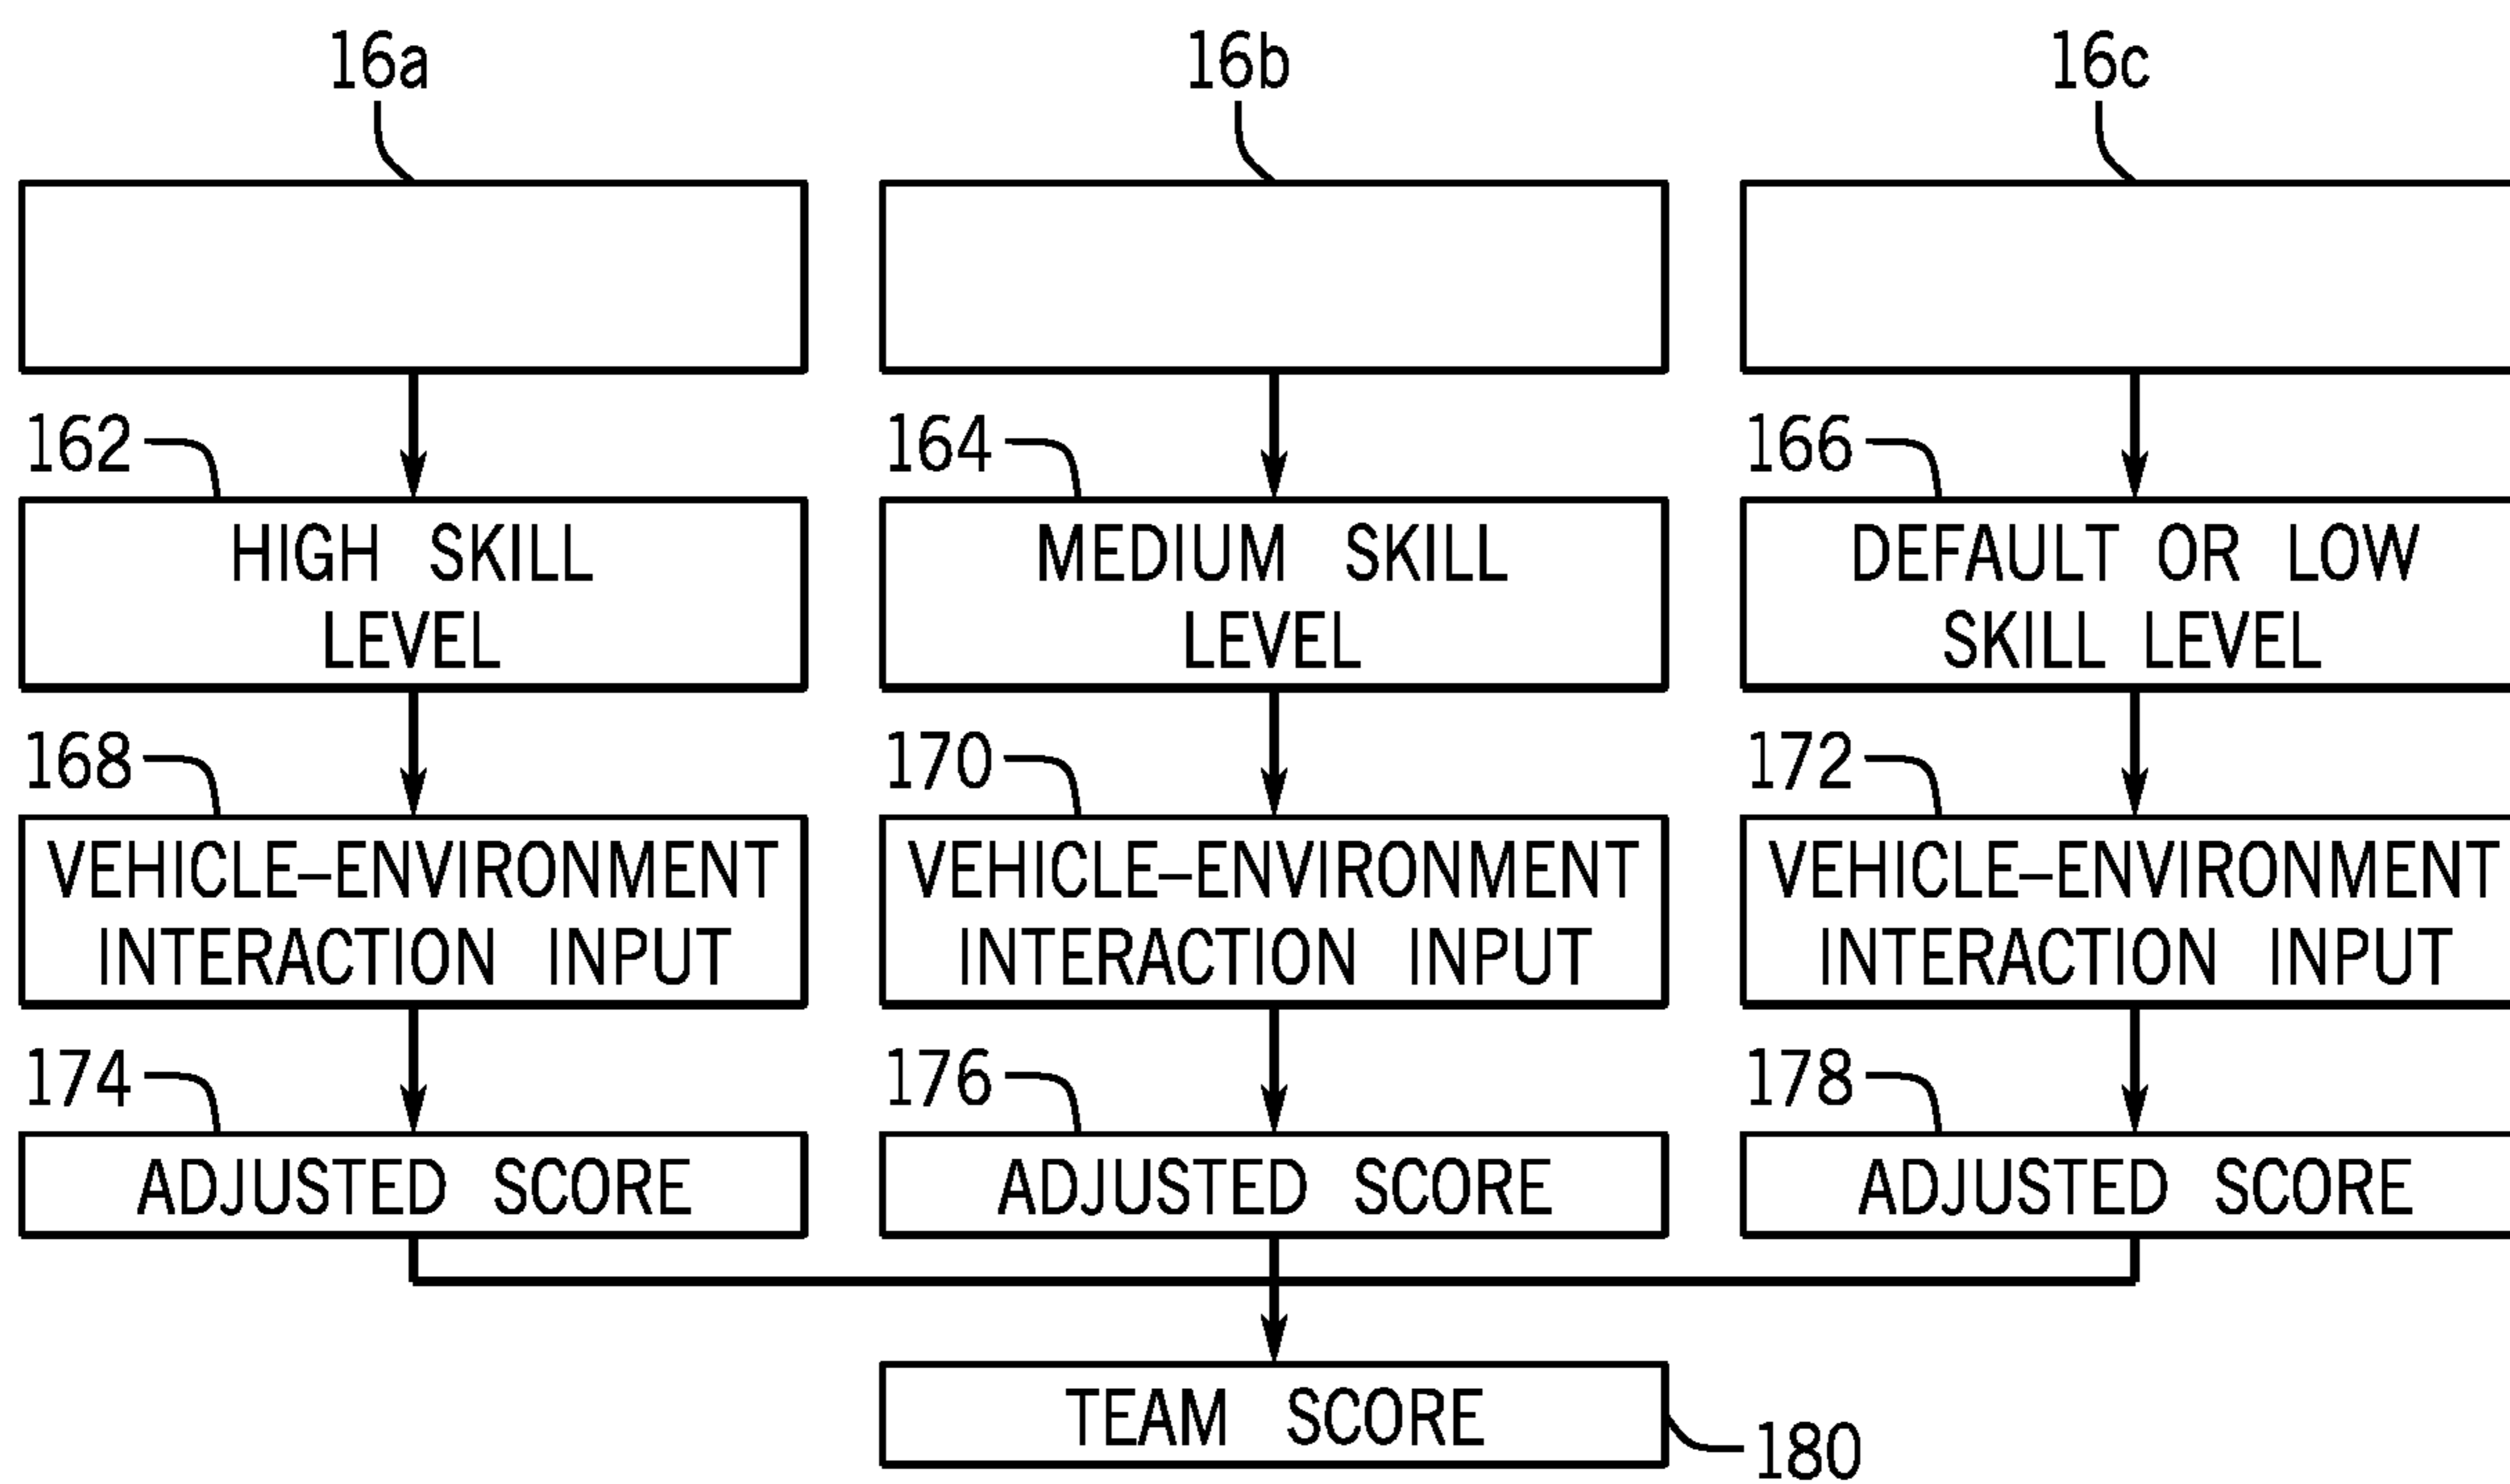 16a
16b
16c
162
164
166
HIGH SKILL
LEVEL
MEDIUM SKILL
LEVEL
DEFAULT OR LOW
SKILL LEVEL
168
170
172
VEHICLE–ENVIRONMENT
INTERACTION INPUT
VEHICLE–ENVIRONMENT
INTERACTION INPUT
VEHICLE–ENVIRONMENT
INTERACTION INPUT
174
176
178
ADJUSTED SCORE
ADJUSTED SCORE
ADJUSTED SCORE
TEAM SCORE
180